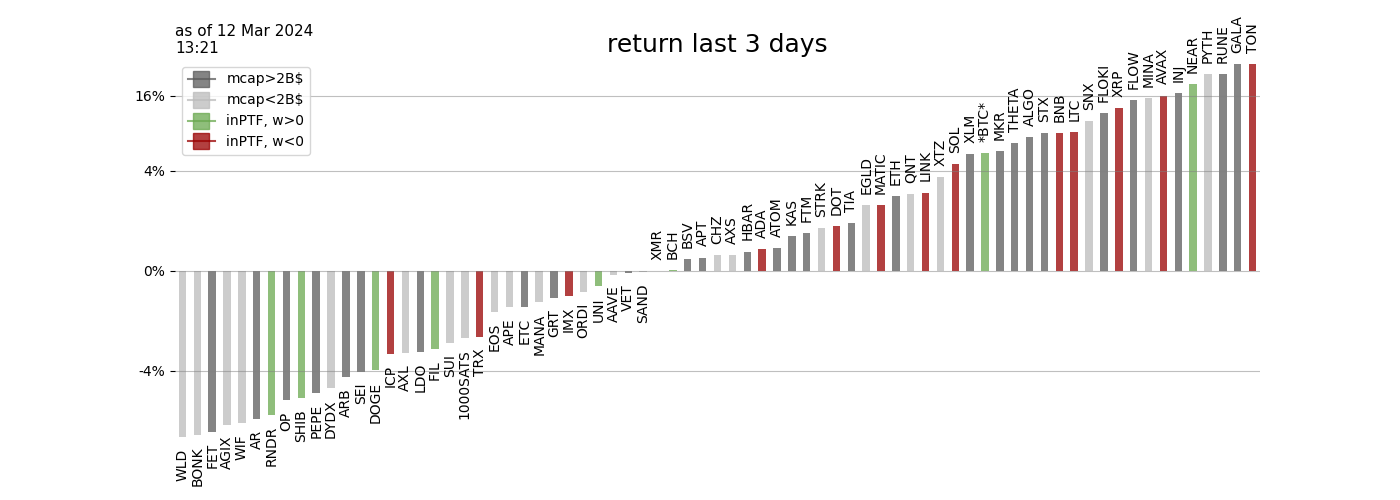 as of 12 Mar 2024
13:21
return last 3 days
mcap>2B$
mcap<2B$
inPTF, w>0
inPTF, w<0
16%
4%
0%
-4%
WLD
BONK
FET
AGIX
WIF
AR
RNDR
OP
SHIB
PEPE
DYDX
ARB
SEI
DOGE
ICP
AXL
LDO
FIL
SUI
1000SATS
TRX
EOS
APE
ETC
MANA
GRT
IMX
ORDI
UNI
AAVE
VET
SAND
XMR
BCH
BSV
APT
CHZ
AXS
HBAR
ADA
ATOM
KAS
FTM
STRK
DOT
TIA
EGLD
MATIC
ETH
QNT
LINK
XTZ
SOL
XLM
*BTC*
MKR
THETA
ALGO
STX
BNB
LTC
SNX
FLOKI
XRP
FLOW
MINA
AVAX
INJ
NEAR
PYTH
RUNE
GALA
TON